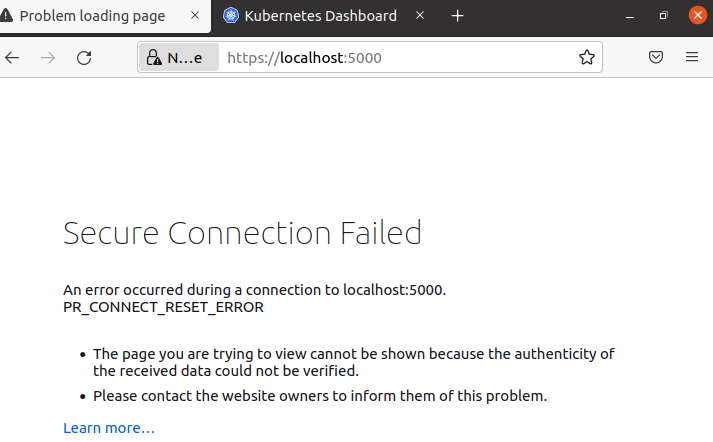 Problem loading page
Kubernetes Dashboard
N...e
https://localhost:5000
Secure Connection Failed
An error occurred during a connection to localhost:5000.
PR_CONNECT_RESET_ERROR
• The page you are trying to view cannot be shown because the authenticity of
the received data could not be verified.
• Please contact the website owners to inform them of this problem.
Learn more…